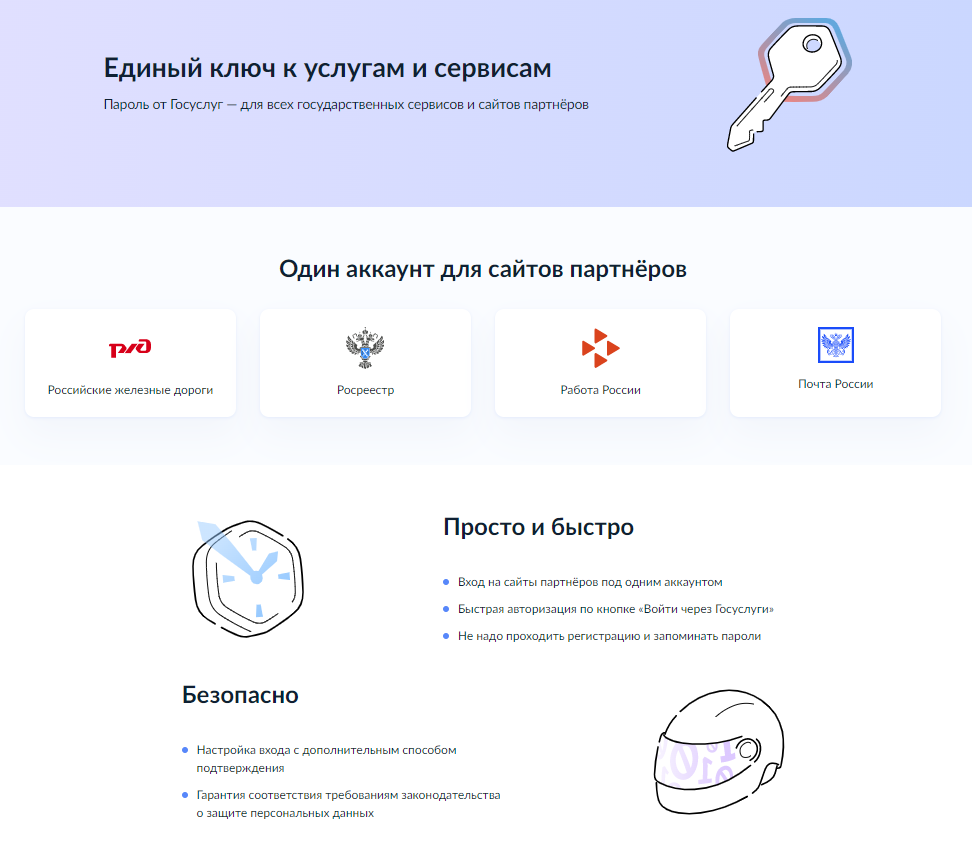 Единый ключ к услугам и сервисам
Пароль от Госуслуг — для всех государственных сервисов и сайтов партнёров
Один аккаунт для сайтов партнёров
ржд
Российские железные дороги
Росреестр
Работа России
Почта России
Просто и быстро
Вход на сайты партнёров под одним аккаунтом
Быстрая авторизация по кнопке «Войти через Госуслуги»
Не надо проходить регистрацию и запоминать пароли
Безопасно
Настройка входа с дополнительным способом
подтверждения
Гарантия соответствия требованиям законодательства
о защите персональных данных